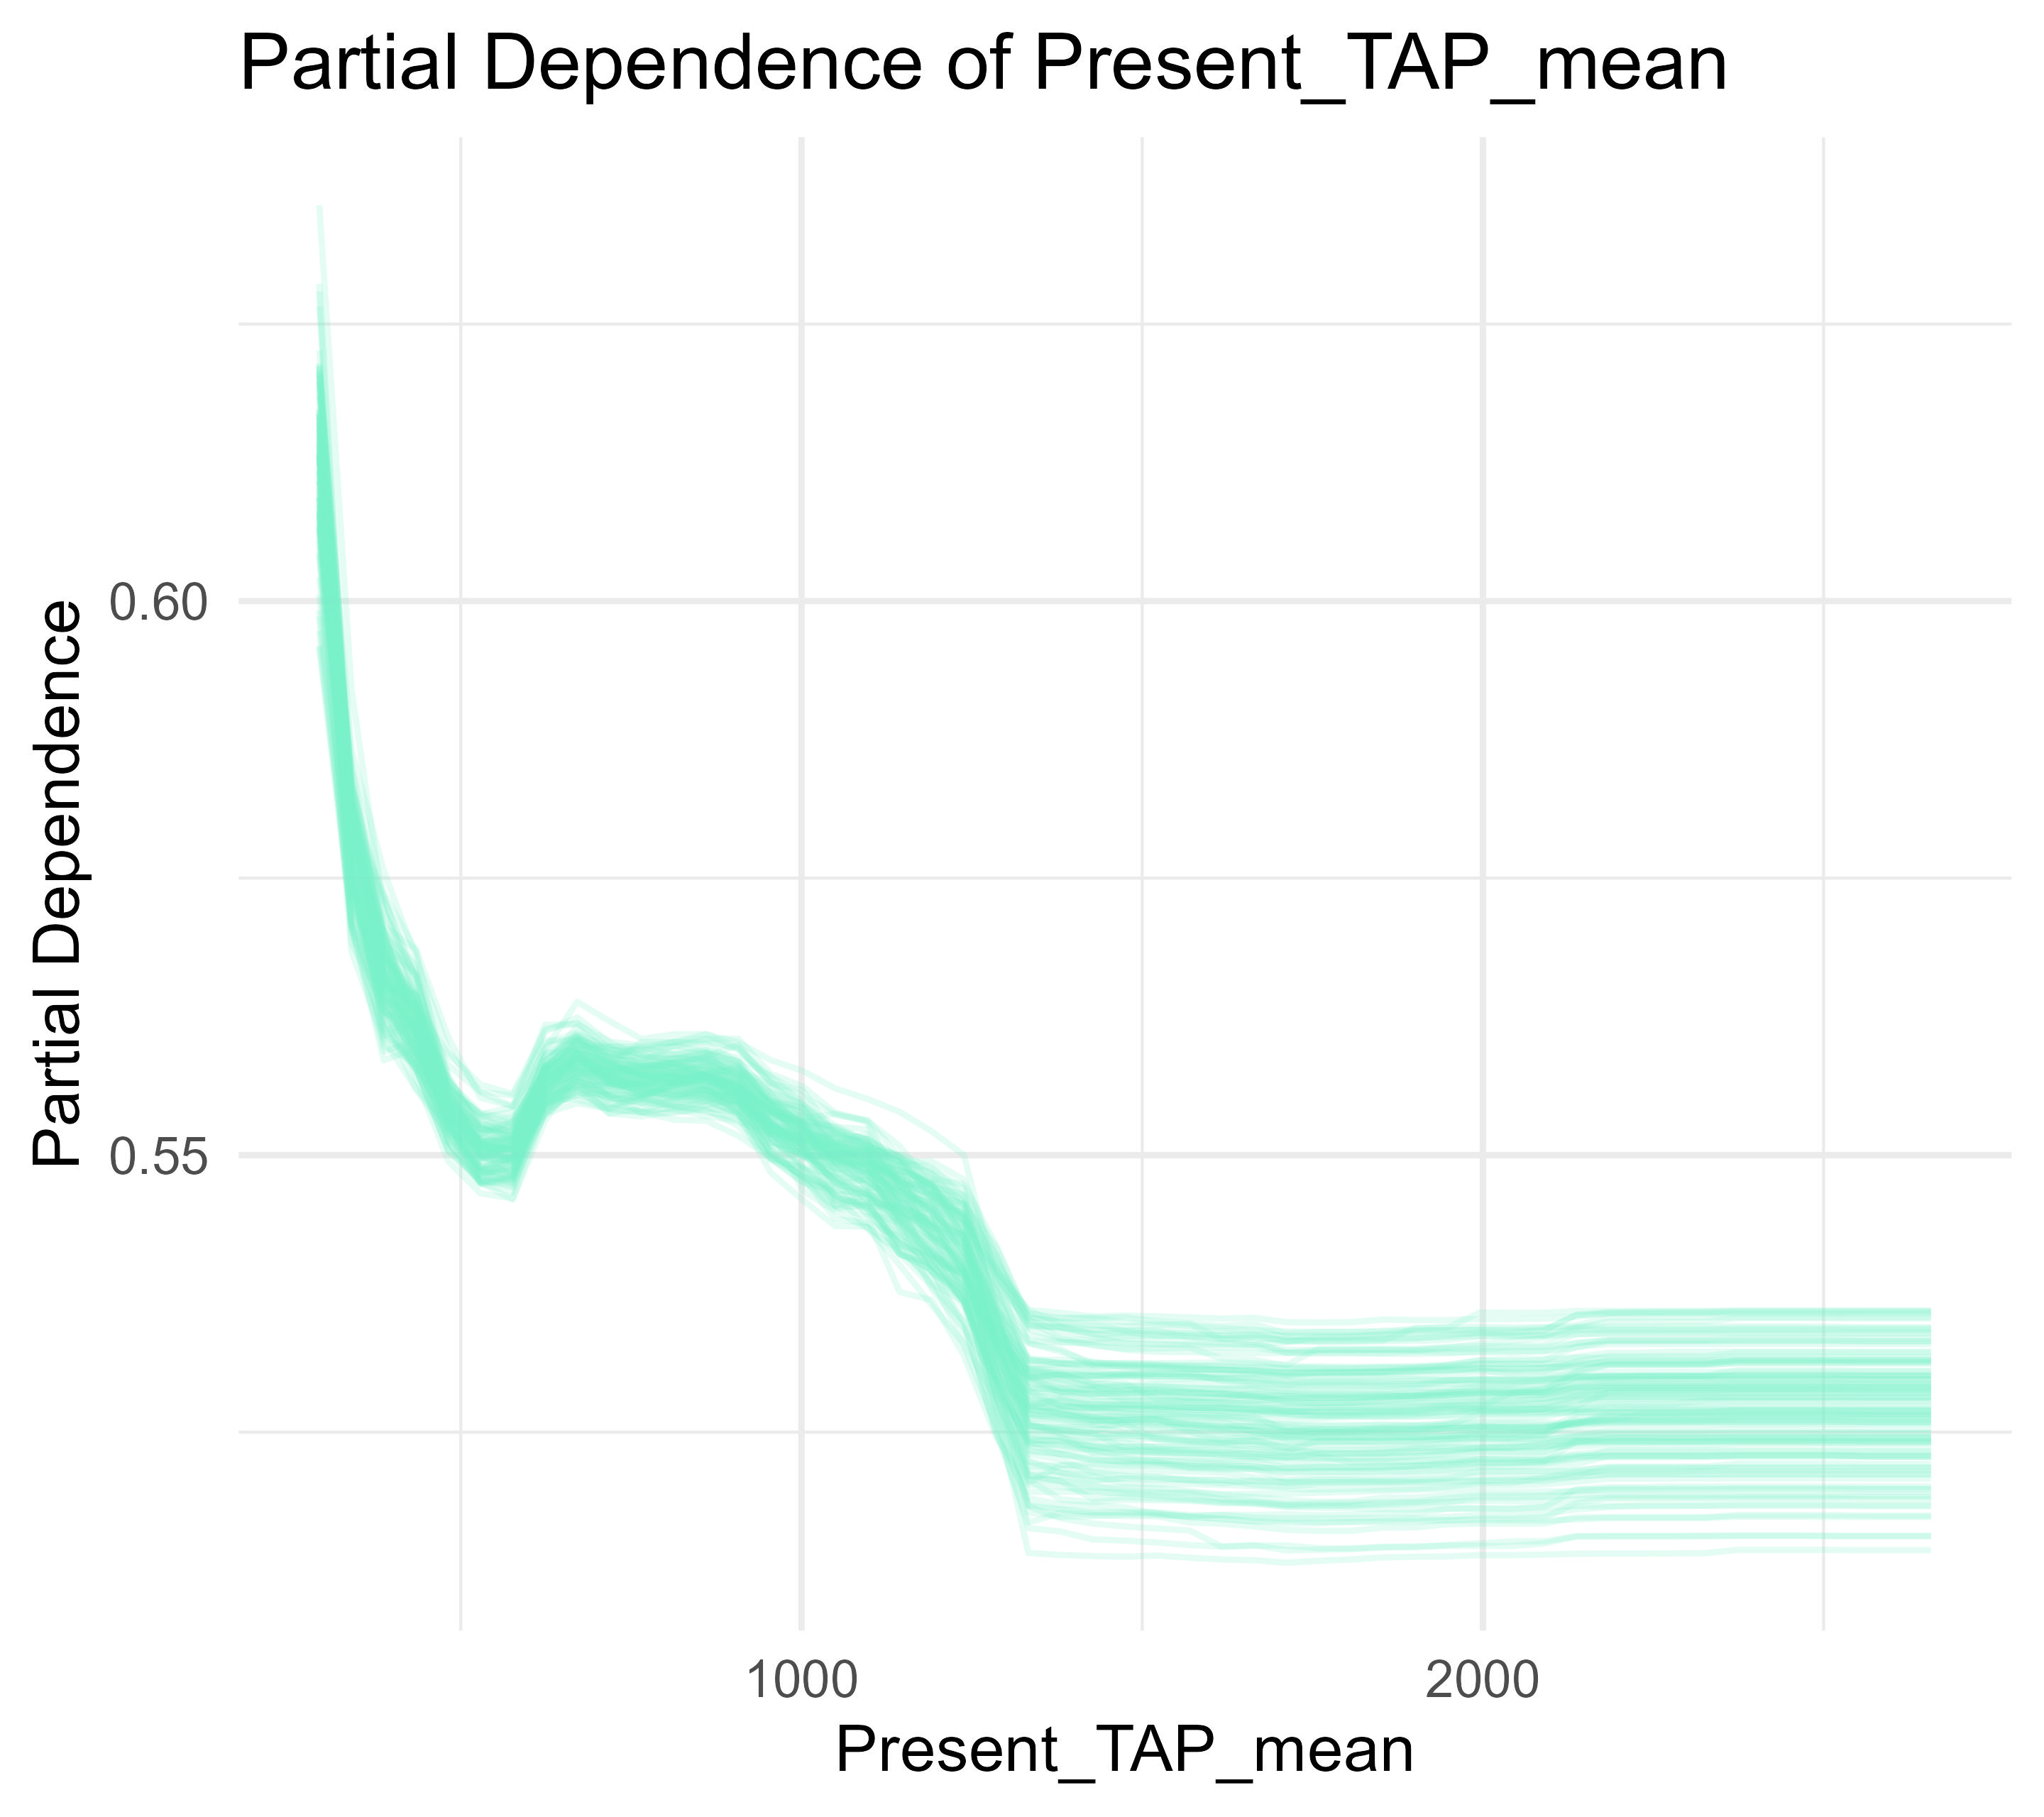 Partial Dependence of Present_TAP_mean
Partial Dependence
0.60
0.55
1000
2000
Present_TAP_mean